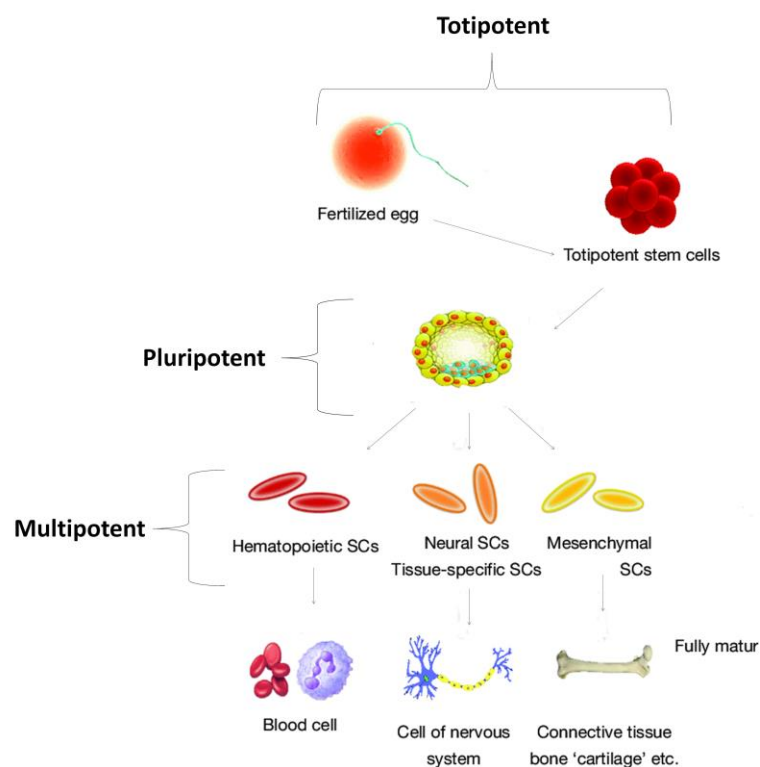 Totipotent
Fertilized egg
Totipotent stem cells
Pluripotent
Multipotent
Hematopoietic SCs
Neural SCs
Tissue-specific SCs
Mesenchymal
SCs
Fully matur
Blood cell
Cell of nervous
system
Connective tissue
bone ‘cartilage’ etc.